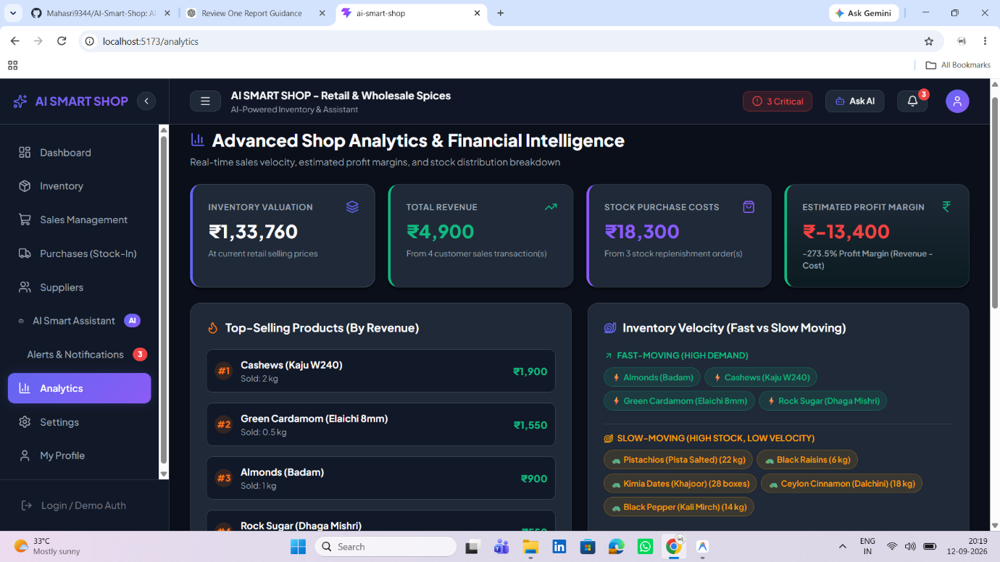 Mahasri9344/AI-Smart-Shop: AI
Review One Report Guidance
ai-smart-shop
Ask Gemini
localhost:5173/analytics
All Bookmarks
AI SMART SHOP
AI SMART SHOP - Retail & Wholesale Spices
AI-Powered Inventory & Assistant
3 Critical
Ask AI
3
Dashboard
Inventory
Sales Management
Purchases (Stock-In)
Suppliers
AI Smart Assistant AI
Alerts & Notifications 3
Analytics
Settings
My Profile
Login / Demo Auth
Advanced Shop Analytics & Financial Intelligence
Real-time sales velocity, estimated profit margins, and stock distribution breakdown
INVENTORY VALUATION
₹1,33,760
At current retail selling prices
TOTAL REVENUE
₹4,900
From 4 customer sales transaction(s)
STOCK PURCHASE COSTS
₹18,300
From 3 stock replenishment order(s)
ESTIMATED PROFIT MARGIN ₹
₹-13,400
-273.5% Profit Margin (Revenue -
Cost)
Top-Selling Products (By Revenue)
#1 Cashews (Kaju W240) ₹1,900
Sold: 2 kg
#2 Green Cardamom (Elaichi 8mm) ₹1,550
Sold: 0.5 kg
#3 Almonds (Badam) ₹900
Sold: 1 kg
Rock Sugar (Dhaga Mishri)
Inventory Velocity (Fast vs Slow Moving)
FAST-MOVING (HIGH DEMAND)
Almonds (Badam) Cashews (Kaju W240)
Green Cardamom (Elaichi 8mm) Rock Sugar (Dhaga Mishri)
SLOW-MOVING (HIGH STOCK, LOW VELOCITY)
Pistachios (Pista Salted) (22 kg) Black Raisins (6 kg)
Kimia Dates (Khajoor) (28 boxes) Ceylon Cinnamon (Dalchini) (18 kg)
Black Pepper (Kali Mirch) (14 kg)
33°C
Mostly sunny
Search
ENG
IN
20:19
12-09-2026